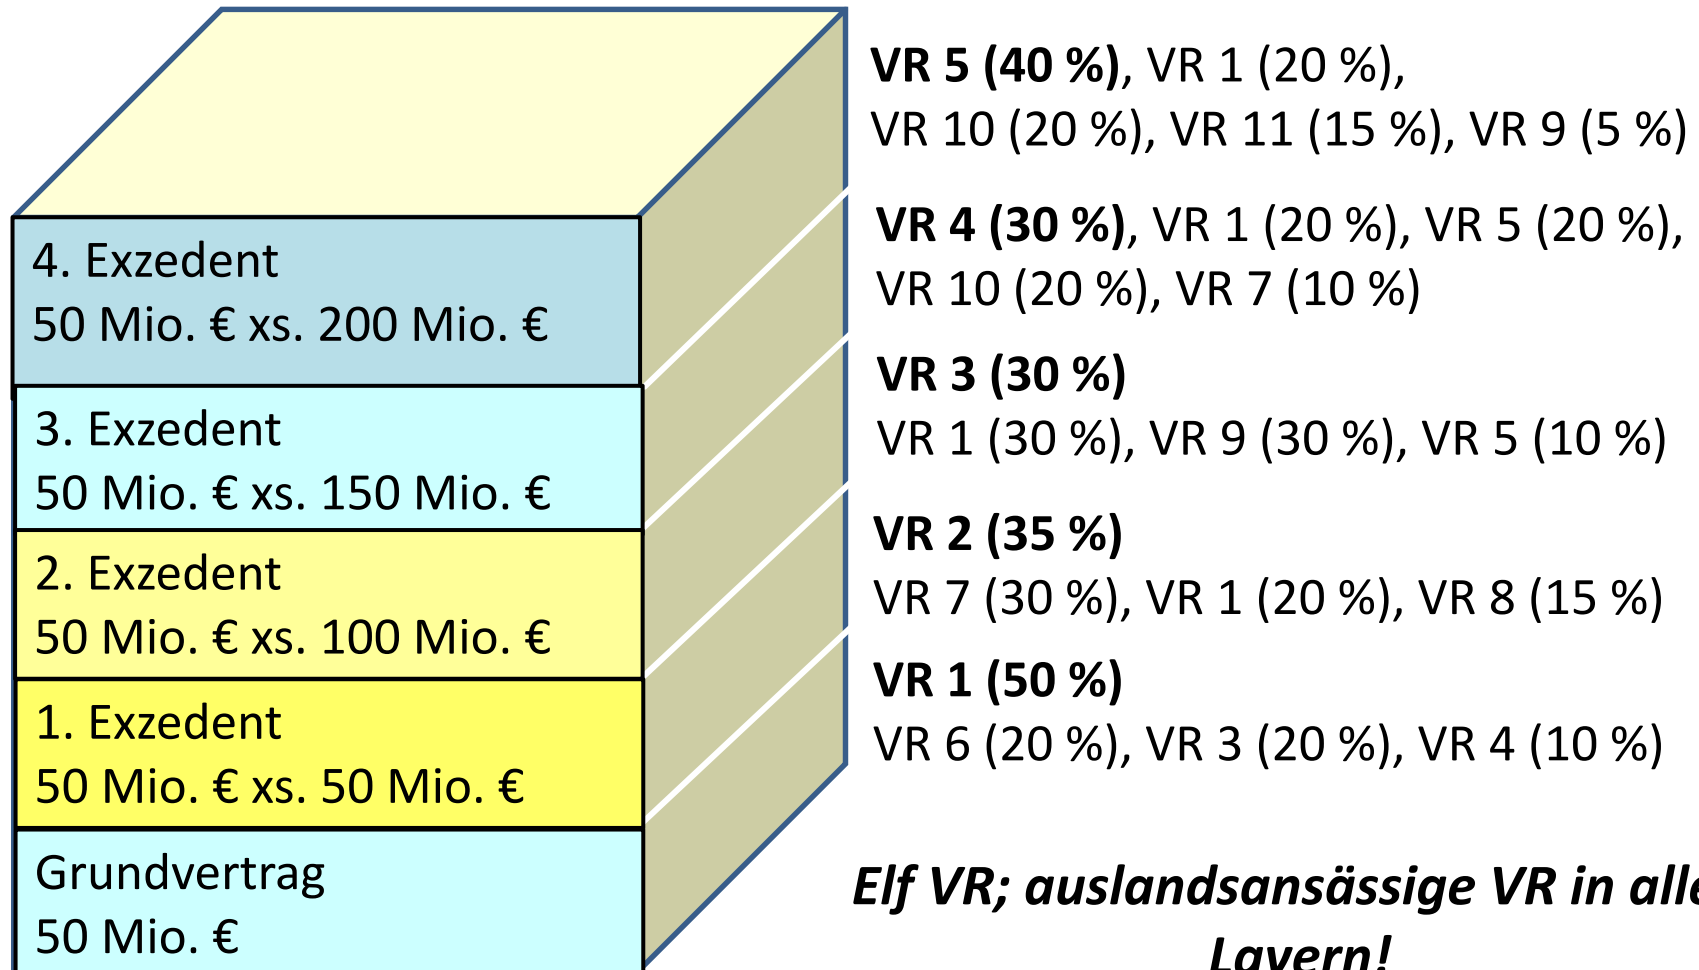 VR 5 (40 %), VR 1 (20 %),
VR 10 (20 %), VR 11 (15 %), VR 9 (5 %)
4. Exzedent
50 Mio. € xs. 200 Mio. €
VR 4 (30 %), VR 1 (20 %), VR 5 (20 %),
VR 10 (20 %), VR 7 (10 %)
3. Exzedent
50 Mio. € xs. 150 Mio. €
VR 3 (30 %)
VR 1 (30 %), VR 9 (30 %), VR 5 (10 %)
2. Exzedent
50 Mio. € xs. 100 Mio. €
VR 2 (35 %)
VR 7 (30 %), VR 1 (20 %), VR 8 (15 %)
1. Exzedent
50 Mio. € xs. 50 Mio. €
VR 1 (50 %)
VR 6 (20 %), VR 3 (20 %), VR 4 (10 %)
Grundvertrag
50 Mio. €
Elf VR; auslandsansässige VR in alle
Layern!